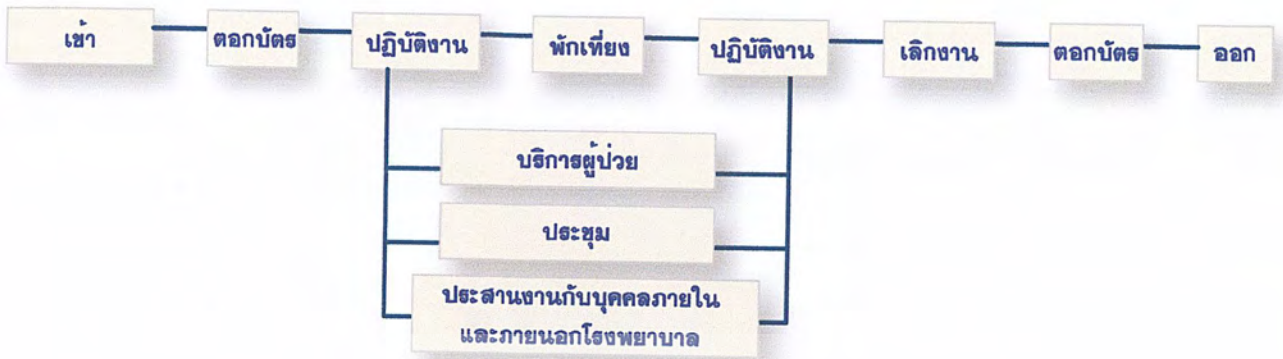 เข้า
ตอกบัตร
ปฏิบัติงาน
พักเที่ยง
ปฏิบัติงาน
เลิกงาน
ตอกบัตร
ออก
บริการผู้ป่วย
ประชุม
ประสานงานกับบุคคลภายใน
และภายนอกโรงพยาบาล